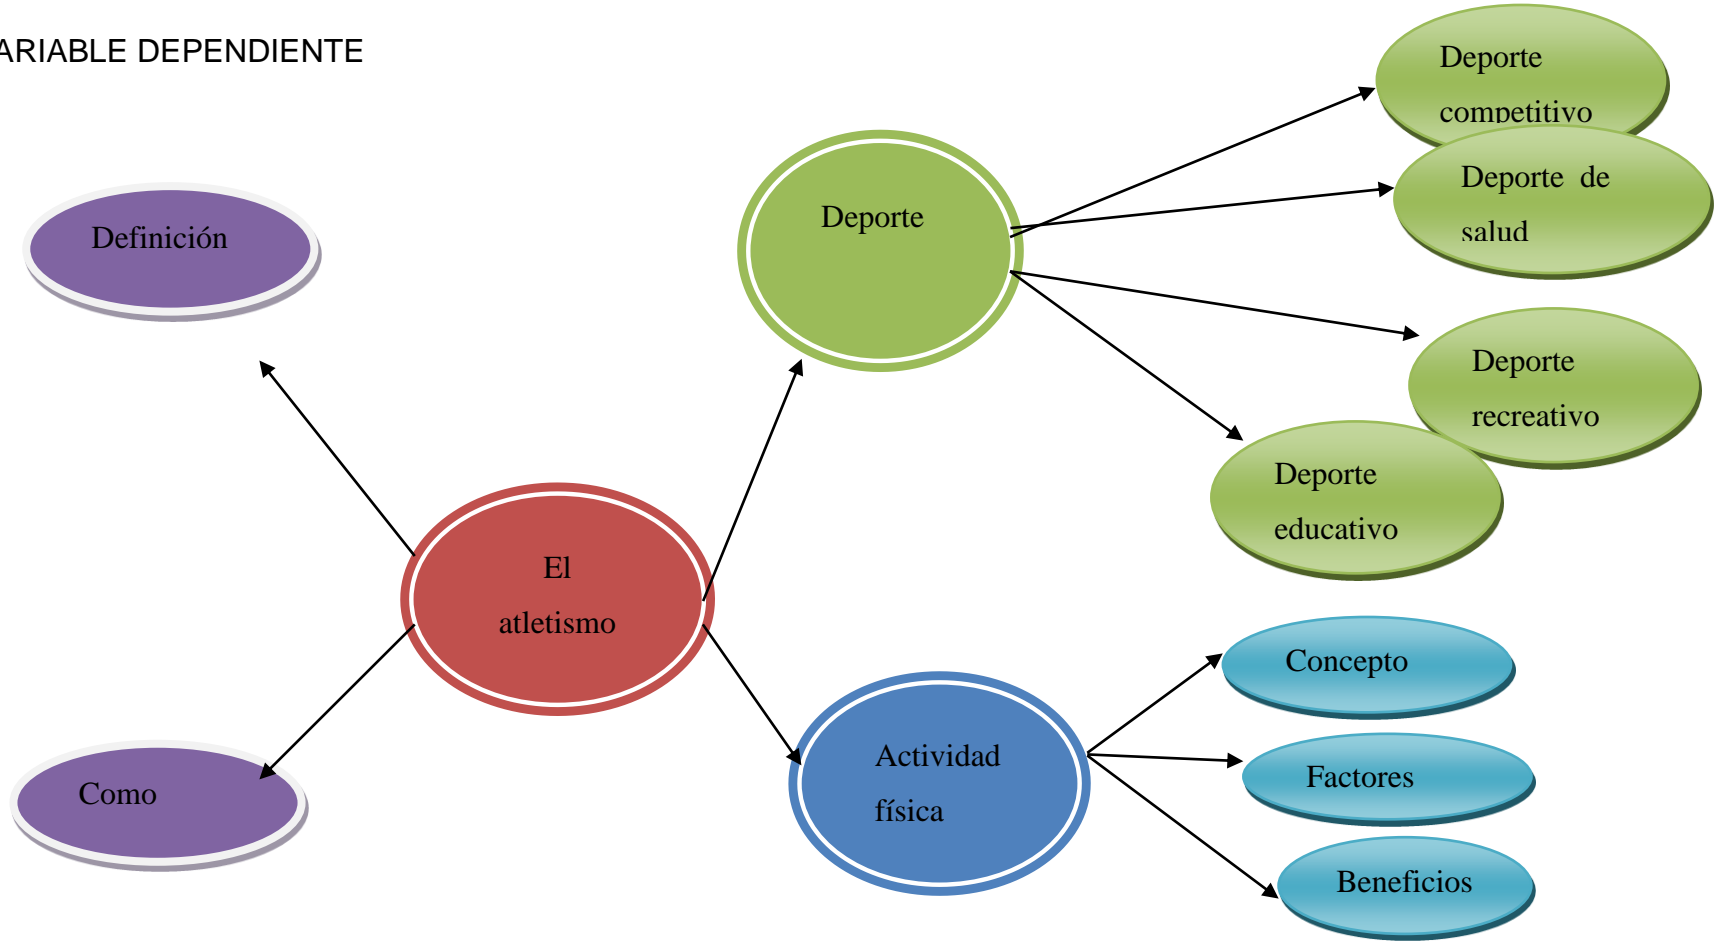 ARIABLE DEPENDIENTE
Deporte
competitivo
Deporte de
salud
Deporte
Definición
Deporte
recreativo
Deporte
educativo
El
atletismo
Concepto
Actividad
física
Factores
Como
Beneficios